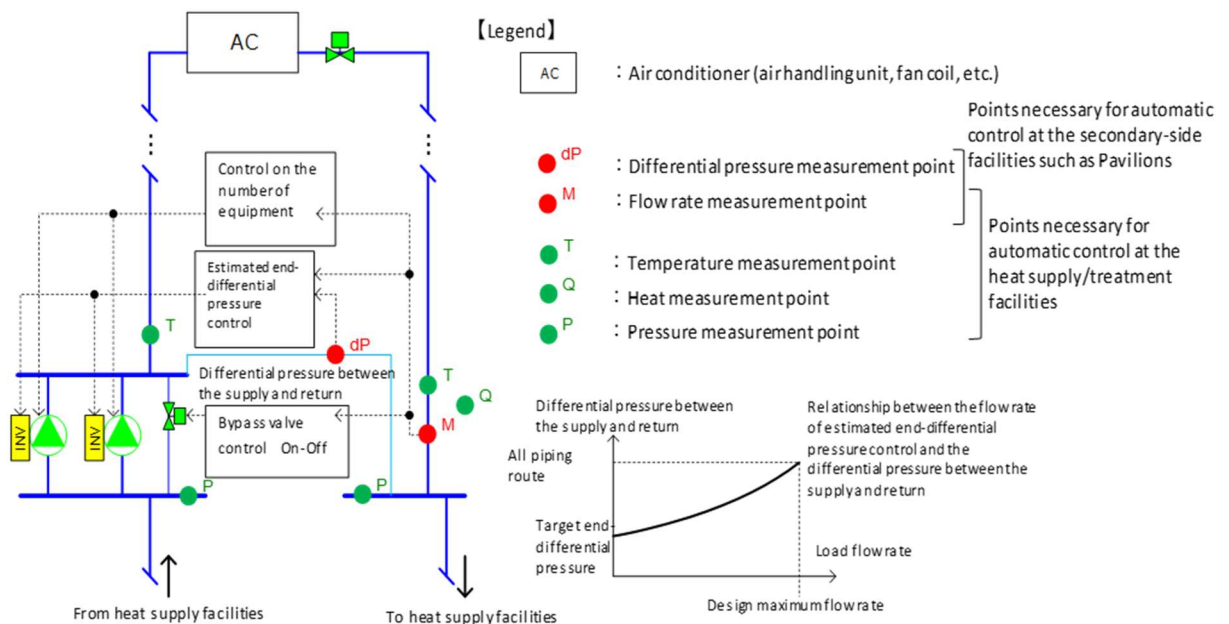 AC
【Legend】
AC
: Air conditioner (air handling unit, fan coil, etc.)
Points necessary for automatic
control at the secondary-side
facilities such as Pavilions
dP
: Differential pressure measurement point
M
: Flow rate measurement point
Points necessary for
automatic control at the
heat supply/treatment
facilities
T
: Temperature measurement point
Q
: Heat measurement point
P
: Pressure measurement point
Control on the
number of
equipment
Estimated end-
differential
pressure
control
T
dP
Differential pressure between
the supply and return
T
Q
M
Bypass valve
control On-Off
INV
INV
P
P
From heat supply facilities
To heat supply facilities
Differential pressure between
the supply and return
All piping
route
Target end-
differential
pressure
Relationship between the flow rate
of estimated end-differential
pressure control and the
differential pressure between the
supply and return
Load flow rate
Design maximum flow rate